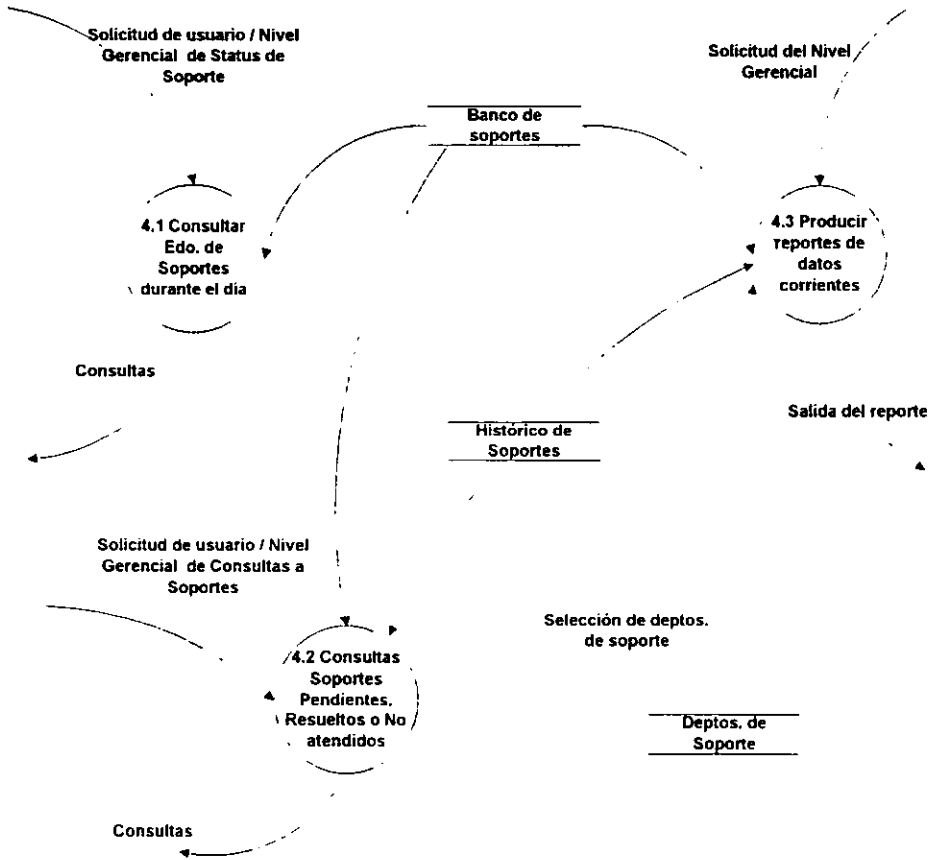 Solicitud de usuario / Nivel
Gerencial de Status de
Soporte
Solicitud del Nivel
Gerencial
Banco de
soportes
4.1 Consultar
Edo. de
Soportes
durante el día
4.3 Producir
reportes de
datos
corrientes
Consultas
Salida del reporte
Histórico de
Soportes
Solicitud de usuario / Nivel
Gerencial de Consultas a
Soportes
Selección de deptos.
de soporte
4.2 Consultas
Soportes
Pendientes,
Resueltos o No
atendidos
Deptos. de
Soporte
Consultas